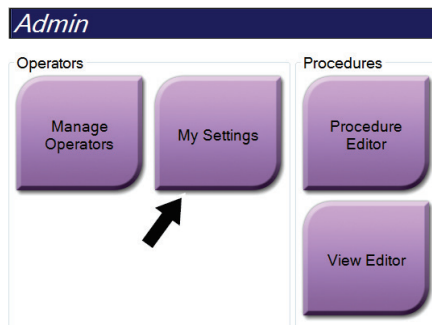 Admin
Operators
Procedures
Manage
Operators
My Settings
Procedure
Editor
View Editor